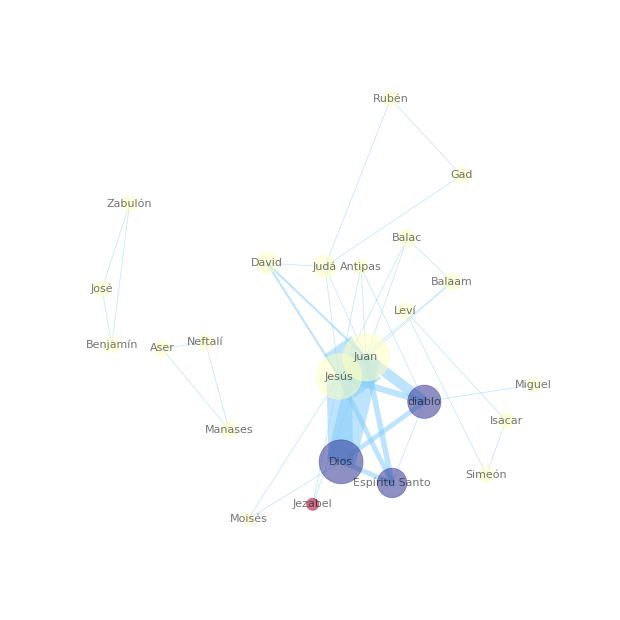 Rubén
Gad
Zabulón
Balac
David
Judá
Antipas
Balaam
José
Leví
Benjamín
Aser
Neftalí
Juan
Jesús
Miguel
diablo
Isacar
Manases
Dios
Simeón
Espíritu Santo
Jezabel
Moisés